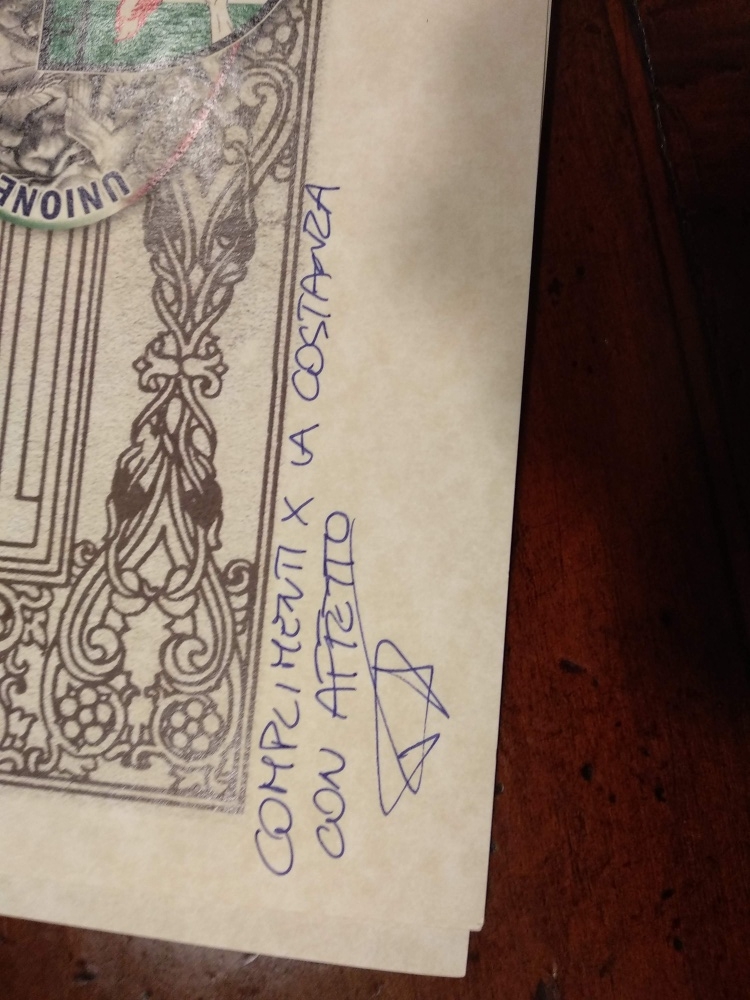 UNIONE
COMPLIMENTI X LA COSTANZA
CON AFFETTO